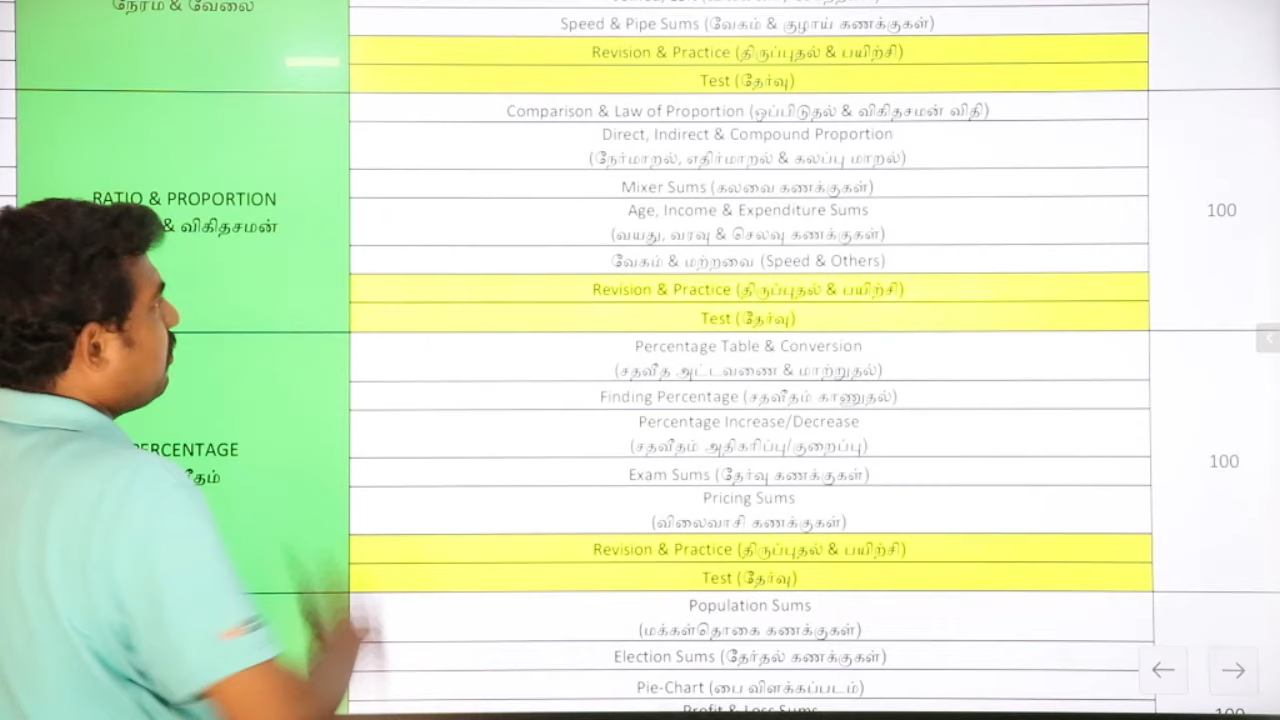 நேரம் & வேலை
Speed & Pipe Sums (வேகம் & குழாய் கணக்குகள்)
Revision & Practice (திருப்புதல் & பயிற்சி)
Test (தேர்வு)
RATIO & PROPORTION
& விகிதசமன்
Comparison & Law of Proportion (ஒப்பிடுதல் & விகிதசமன் விதி)
Direct, Indirect & Compound Proportion
(நேர்மாறல், எதிர்மாறல் & கலப்பு மாறல்)
Mixer Sums (கலவை கணக்குகள்)
Age, Income & Expenditure Sums
(வயது, வரவு & செலவு கணக்குகள்)
வேகம் & மற்றவை (Speed & Others)
Revision & Practice (திருப்புதல் & பயிற்சி)
Test (தேர்வு)
100
PERCENTAGE
Percentage Table & Conversion
(சதவீத அட்டவணை & மாற்றுதல்)
Finding Percentage (சதவீதம் காணுதல்)
Percentage Increase/Decrease
(சதவீதம் அதிகரிப்பு/குறைப்பு)
Exam Sums (தேர்வு கணக்குகள்)
Pricing Sums
(விலைவாசி கணக்குகள்)
Revision & Practice (திருப்புதல் & பயிற்சி)
Test (தேர்வு)
100
Population Sums
(மக்கள்தொகை கணக்குகள்)
Election Sums (தேர்தல் கணக்குகள்)
Pie-Chart (பை விளக்கப்படம்)
Profit & Loss Sums
100